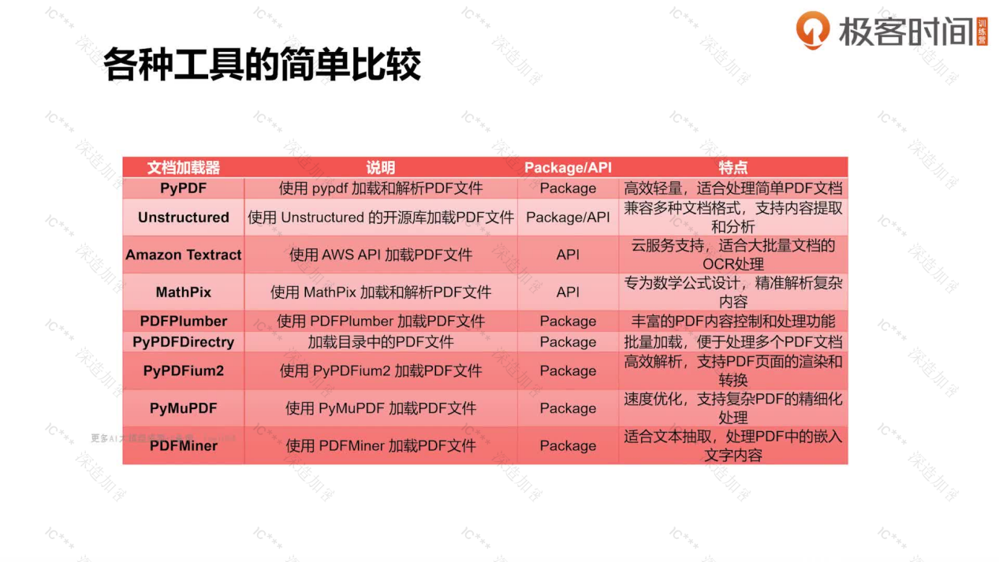 极客时间 训练营
各种工具的简单比较
文档加载器 说明 Package/API 特点
PyPDF 使用 pypdf 加载和解析PDF文件 Package 高效轻量，适合处理简单PDF文档
Unstructured 使用 Unstructured 的开源库加载PDF文件 Package/API 兼容多种文档格式，支持内容提取
和分析
Amazon Textract 使用 AWS API 加载PDF文件 API 云服务支持，适合大批量文档的
OCR处理
MathPix 使用 MathPix 加载和解析PDF文件 API 专为数学公式设计，精准解析复杂
内容
PDFPlumber 使用 PDFPlumber 加载PDF文件 Package 丰富的PDF内容控制和处理功能
PyPDFDirectry 加载目录中的PDF文件 Package 批量加载，便于处理多个PDF文档
PyPDFium2 使用 PyPDFium2 加载PDF文件 Package 高效解析，支持PDF页面的渲染和
转换
PyMuPDF 使用 PyMuPDF 加载PDF文件 Package 速度优化，支持复杂PDF的精细化
处理
PDFMiner 使用 PDFMiner 加载PDF文件 Package 适合文本抽取，处理PDF中的嵌入
文字内容
更多AI
IC*** 深造加密